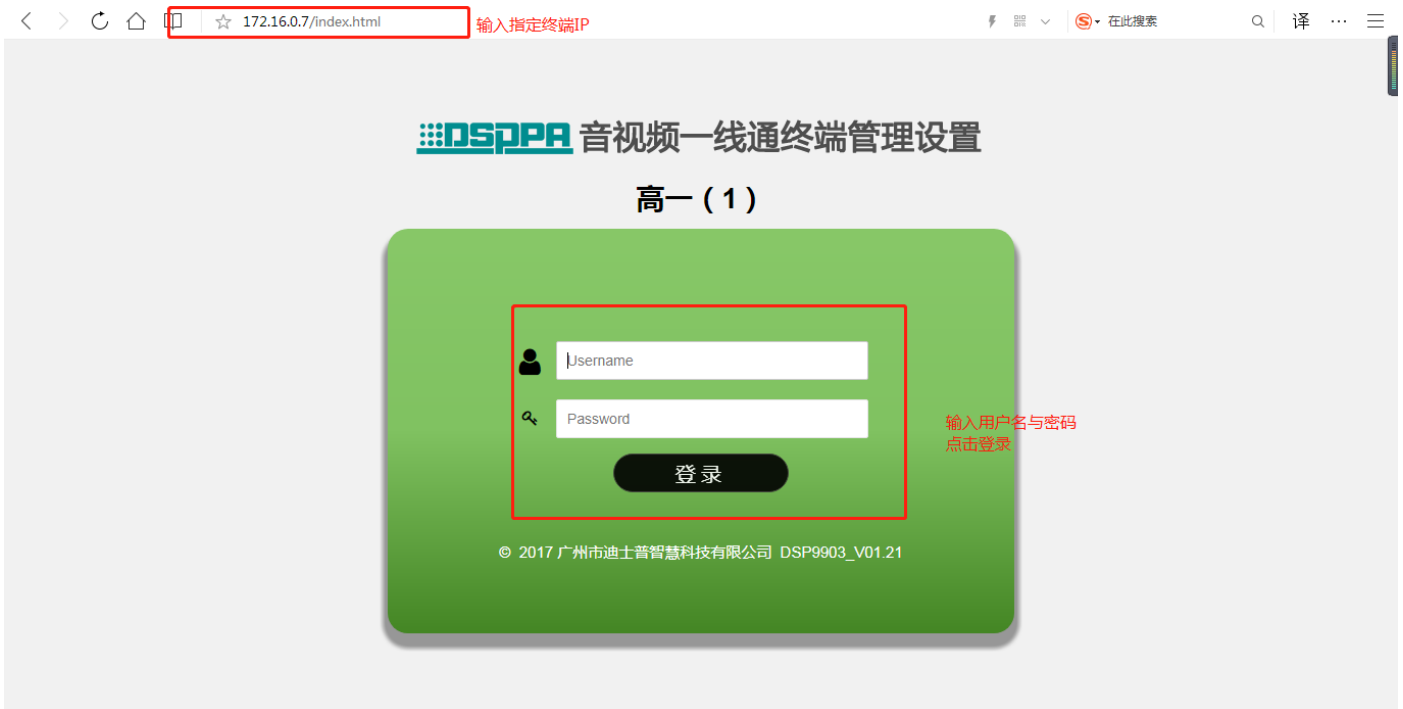 172.16.0.7/index.html
输入指定终端IP
在此搜索
译
DSPPA 音视频一线通终端管理设置
高一（1）
Username
Password
输入用户名与密码
点击登录
登录
© 2017 广州市迪士普智慧科技有限公司 DSP9903_V01.21